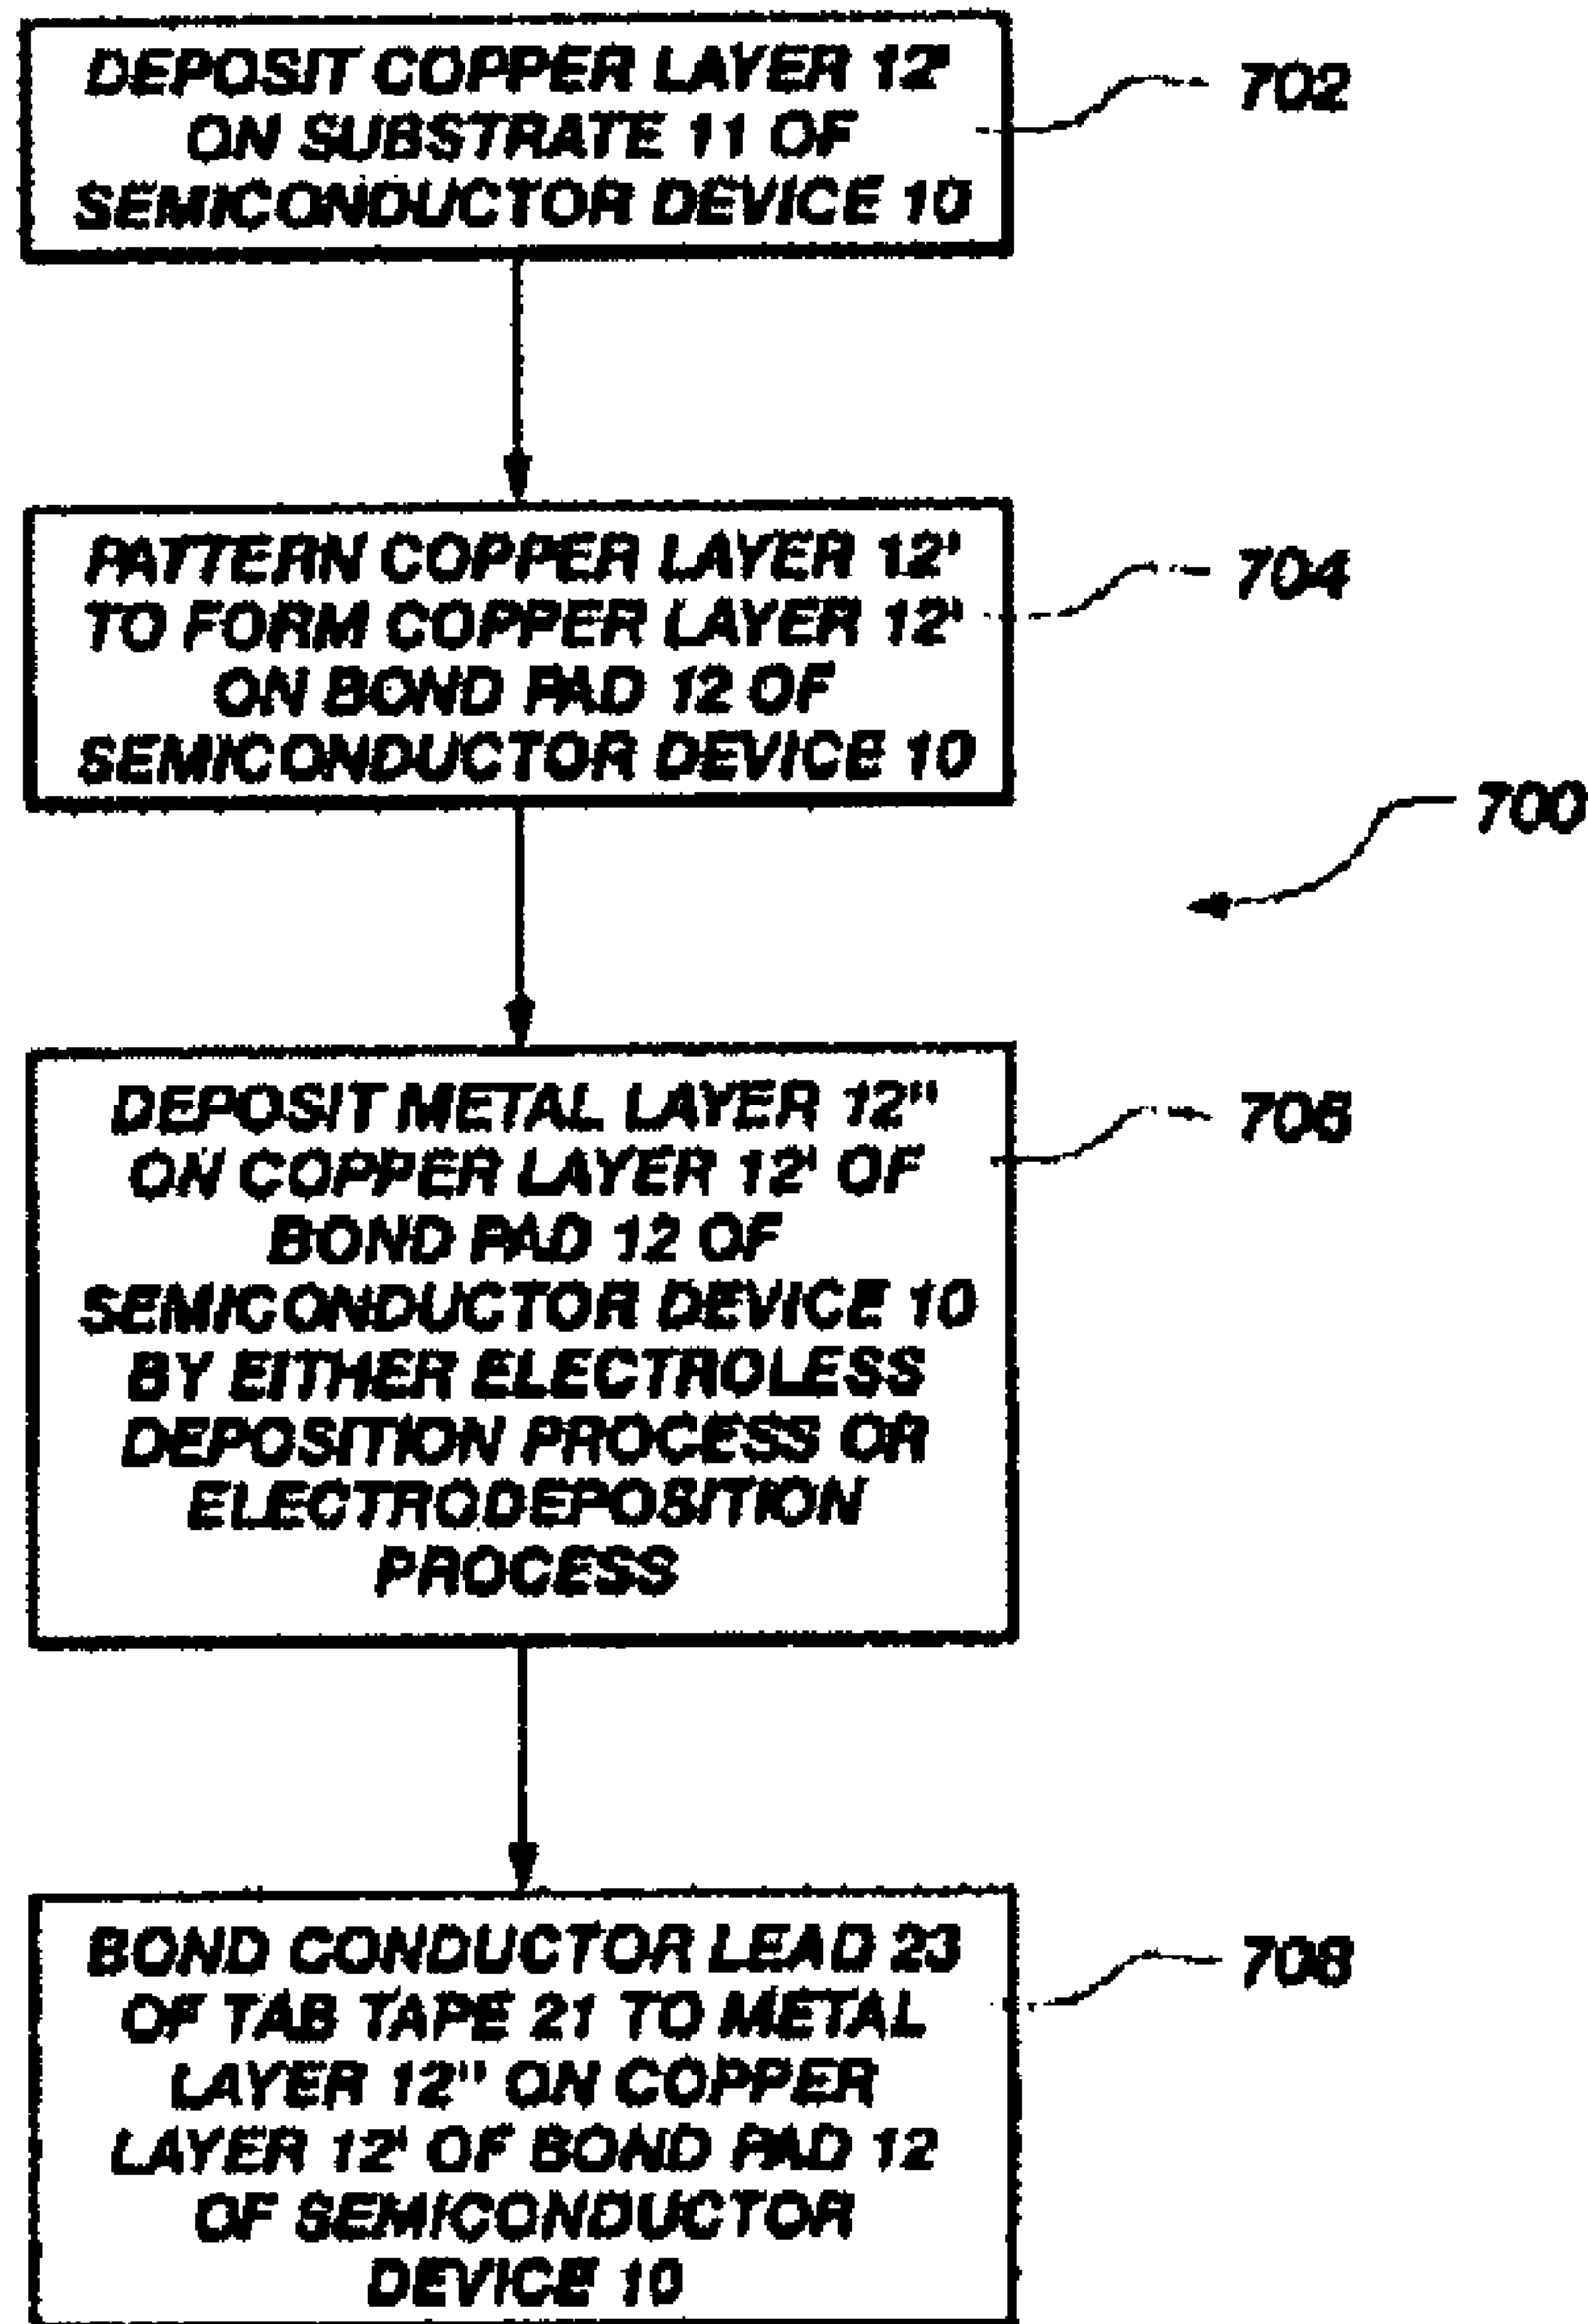 DEPOSIT COPPER LAYER 12'
ON SUBSTRATE 11 OF
SEMICONDUCTOR DEVICE 10
702
PATTERN COPPER LAYER 12'
TO FORM COPPER LAYER 12'
ON BOND PAD 12 OF
SEMICONDUCTOR DEVICE 10
704
700
DEPOSIT METAL LAYER 12"
ON COPPER LAYER 12' OF
BOND PAD 12 OF
SEMICONDUCTOR DEVICE 10
BY EITHER ELECTROLESS
DEPOSITION PROCESS OR
ELECTRODEPOSITION
PROCESS
706
BOND CONDUCTOR LEAD 23
OF TAB TAPE 21 TO METAL
LAYER 12" ON COPPER
LAYER 12' OF BOND PAD 12
OF SEMICONDUCTOR
DEVICE 10
708